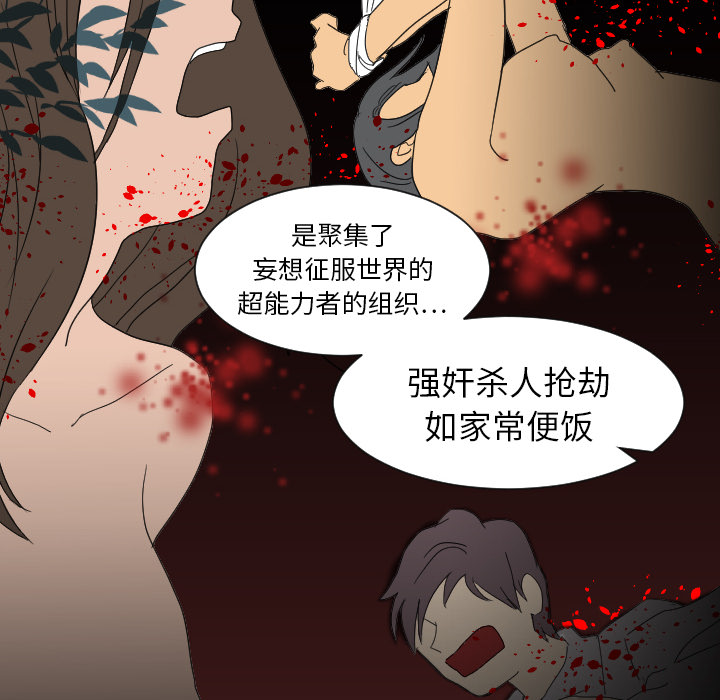 是聚集了
妄想征服世界的
超能力者的组织...
强奸杀人抢劫
如家常便饭